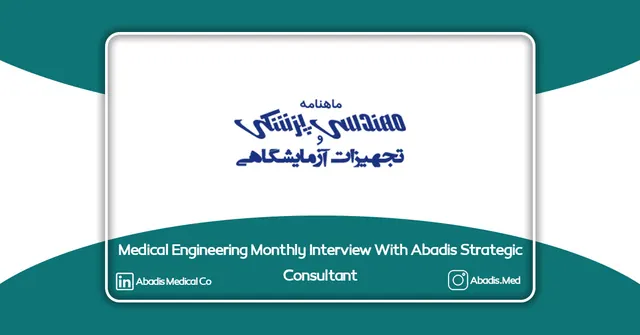 ماهنامه
مهندسی پزشکی
و
تجهیزات آزمایشگاهی
Medical Engineering Monthly Interview With Abadis Strategic
Consultant
Abadis Medical Co
Abadis.Med